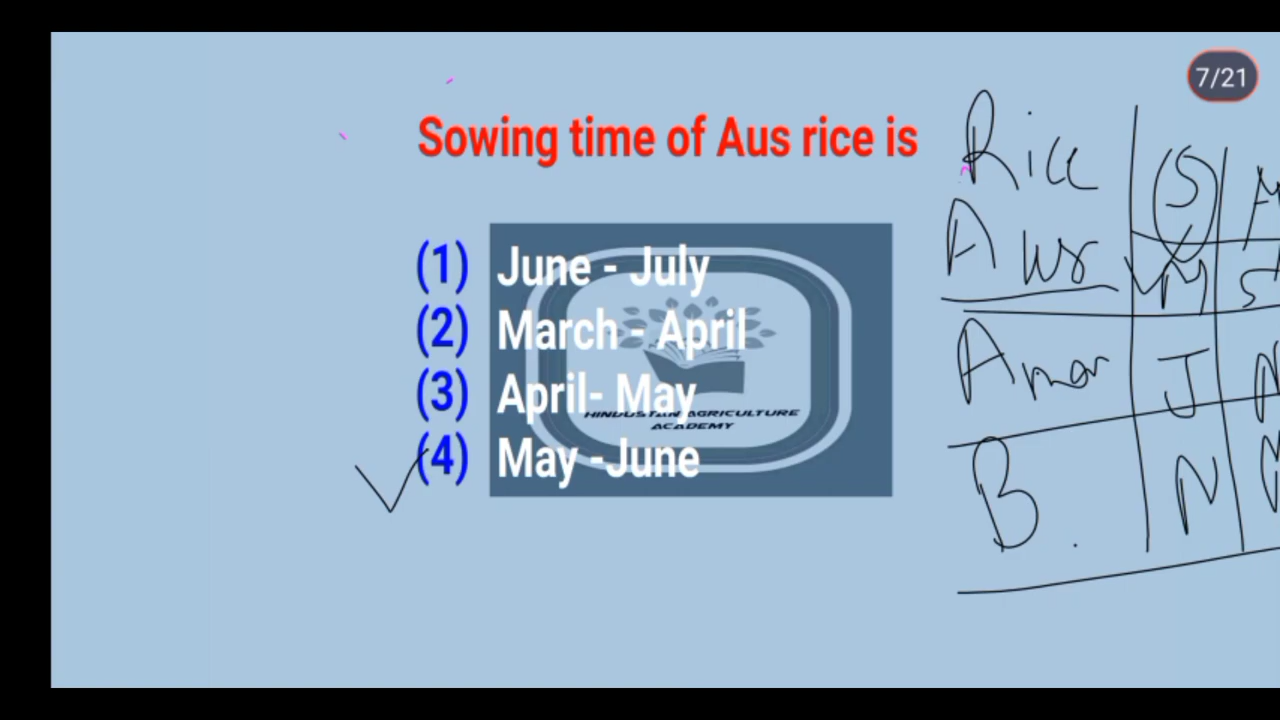 7/21
Sowing time of Aus rice is
(1) June - July
(2) March - April
(3) April- May
(4) May -June
HINDUSTAN AGRICULTURE
ACADEMY
Rice (S)
Aus M
Aman J N
B. N M